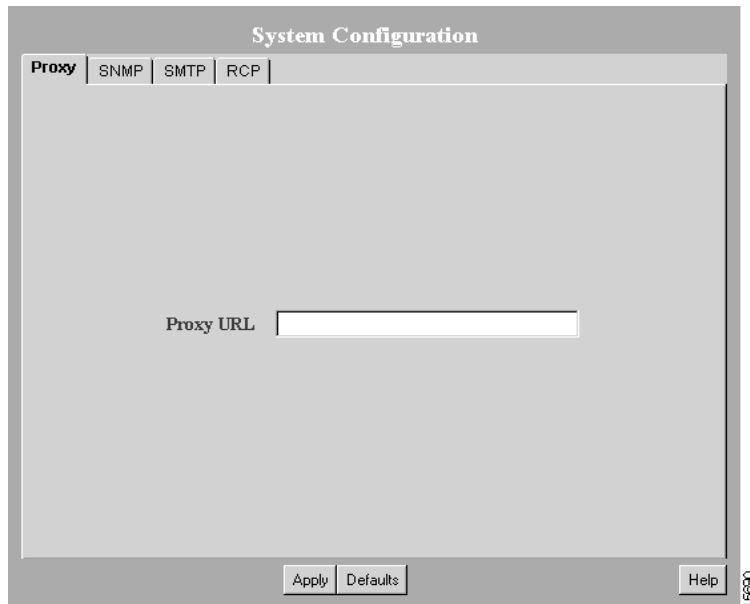 System Configuration
Proxy SNMP SMTP RCP
Proxy URL
Apply Defaults Help